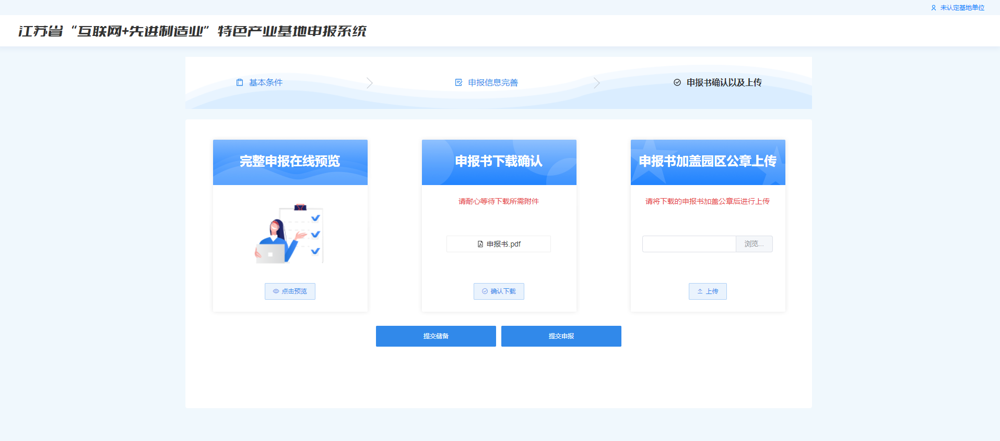 未认定基地单位
江苏省“互联网+先进制造业”特色产业基地申报系统
基本条件
申报信息完善
申报书确认以及上传
完整申报在线预览
申报书下载确认
申报书加盖园区公章上传
请耐心等待下载所需附件
请将下载的申报书加盖公章后进行上传
申报书.pdf
浏览...
点击预览
确认下载
上传
提交储备
提交申报